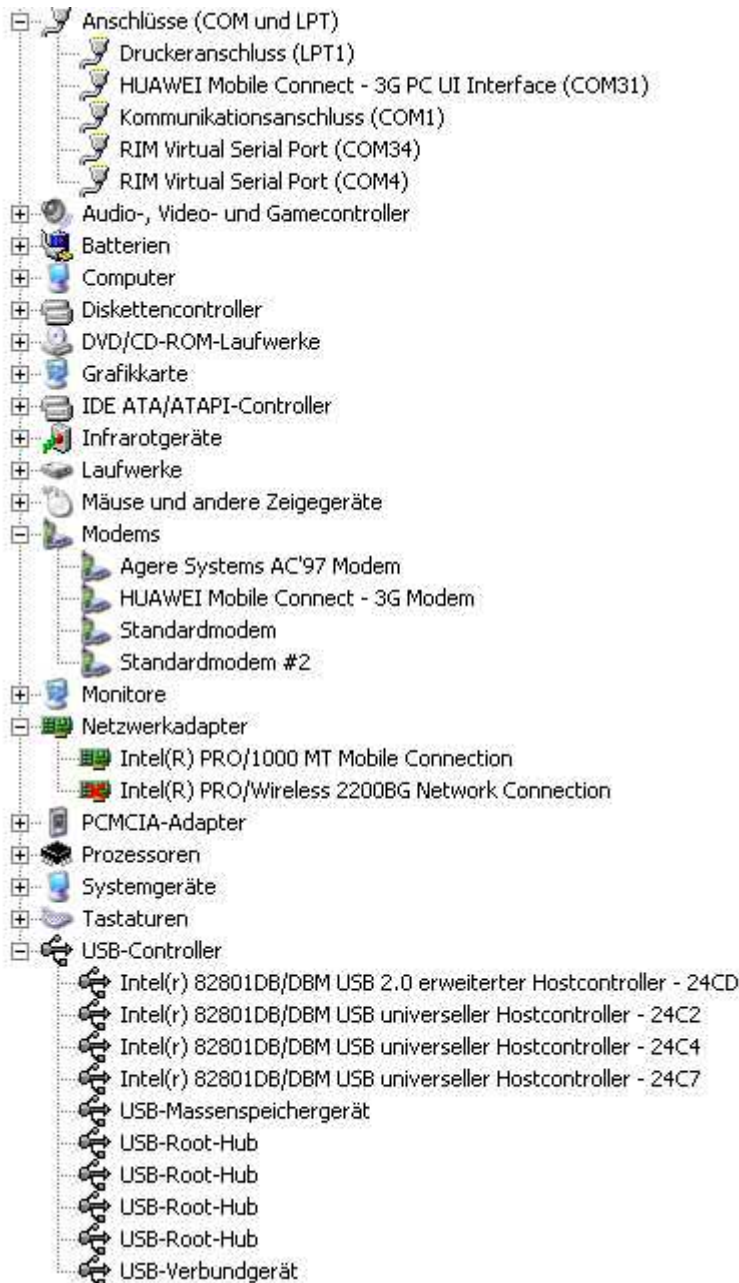 Anschlüsse (COM und LPT)
Druckeranschluss (LPT1)
HUAWEI Mobile Connect - 3G PC UI Interface (COM31)
Kommunikationsanschluss (COM1)
RIM Virtual Serial Port (COM34)
RIM Virtual Serial Port (COM4)
Audio-, Video- und Gamecontroller
Batterien
Computer
Diskettencontroller
DVD/CD-ROM-Laufwerke
Grafikkarte
IDE ATA/ATAPI-Controller
Infrarotgeräte
Laufwerke
Mäuse und andere Zeigegeräte
Modems
Agere Systems AC'97 Modem
HUAWEI Mobile Connect - 3G Modem
Standardmodem
Standardmodem #2
Monitore
Netzwerkadapter
Intel(R) PRO/1000 MT Mobile Connection
Intel(R) PRO/Wireless 2200BG Network Connection
PCMCIA-Adapter
Prozessoren
Systemgeräte
Tastaturen
USB-Controller
Intel(r) 82801DB/DBM USB 2.0 erweiterter Hostcontroller - 24CD
Intel(r) 82801DB/DBM USB universeller Hostcontroller - 24C2
Intel(r) 82801DB/DBM USB universeller Hostcontroller - 24C4
Intel(r) 82801DB/DBM USB universeller Hostcontroller - 24C7
USB-Massenspeichergerät
USB-Root-Hub
USB-Root-Hub
USB-Root-Hub
USB-Root-Hub
USB-Verbundgerät